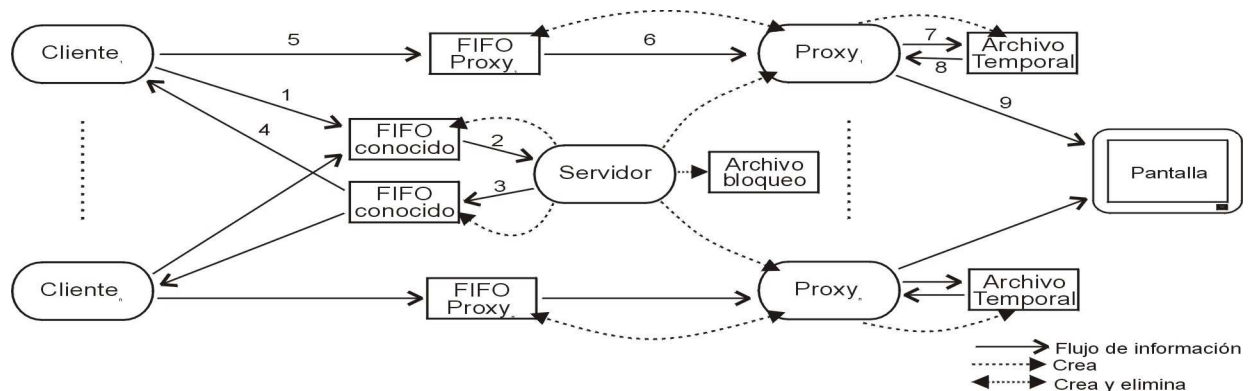 Cliente
5
FIFO
Proxy
6
Proxy
7
8
Archivo
Temporal
1
4
FIFO
conocido
2
9
Servidor
Archivo
bloqueo
Pantalla
FIFO
conocido
3
Cliente
FIFO
Proxy
Proxy
Archivo
Temporal
Flujo de información
Crea
Crea y elimina